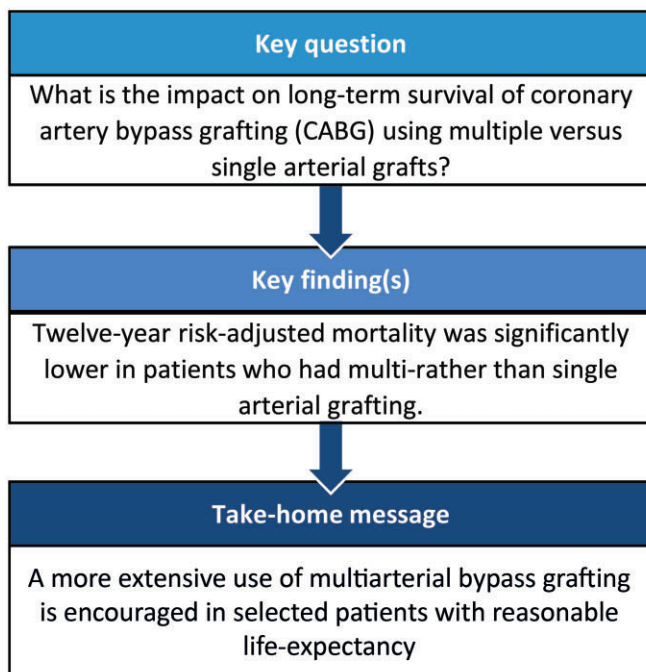 Key question
What is the impact on long-term survival of coronary
artery bypass grafting (CABG) using multiple versus
single arterial grafts?
Key finding(s)
Twelve-year risk-adjusted mortality was significantly
lower in patients who had multi-rather than single
arterial grafting.
Take-home message
A more extensive use of multiarterial bypass grafting
is encouraged in selected patients with reasonable
life-expectancy